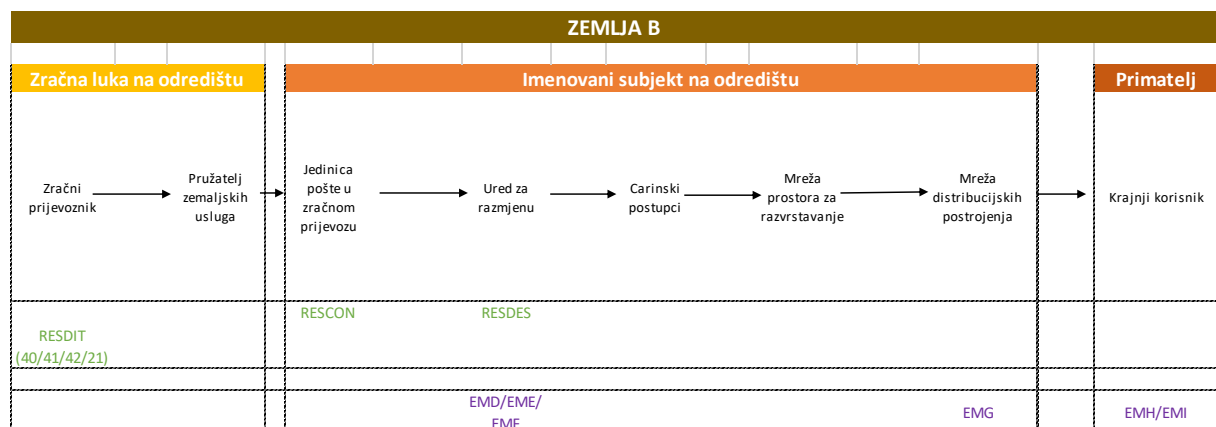 ZEMLJA B
Zračna luka na odredištu
Imenovani subjekt na odredištu
Primatelj
Zračni
prijevoznik
Pružatelj
zemaljskih
usluga
Jedinica
pošte u
zračnom
prijevozu
Ured za
razmjenu
Carinski
postupci
Mreža
prostora za
razvrstavanje
Mreža
distribucijskih
postrojenja
Krajnji korisnik
RESCON
RESDES
RESDIT
(40/41/42/21)
EMD/EME/
EMF
EMG
EMH/EMI